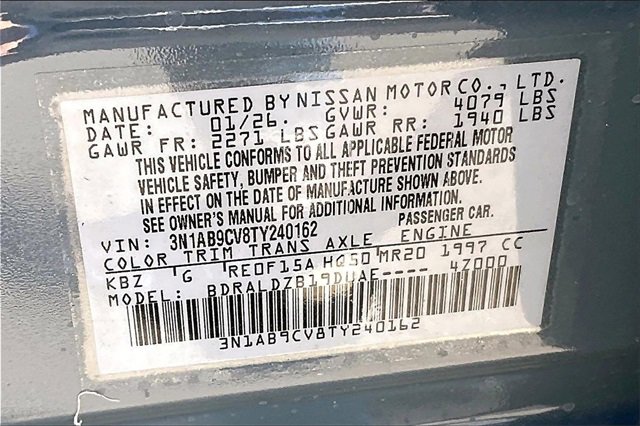 MANUFACTURED BY NISSAN MOTOR CO., LTD.
DATE: 01/26. GVWR: 4079 LBS
GAWR FR: 2271 LBS GAWR RR: 1940 LBS
THIS VEHICLE CONFORMS TO ALL APPLICABLE FEDERAL MOTOR
VEHICLE SAFETY, BUMPER AND THEFT PREVENTION STANDARDS
IN EFFECT ON THE DATE OF MANUFACTURE SHOWN ABOVE.
SEE OWNER'S MANUAL FOR ADDITIONAL INFORMATION.
VIN: 3N1AB9CV8TY240162 PASSENGER CAR.
COLOR TRIM TRANS AXLE ENGINE
KBZ G RE0F15A HQ50 MR20 1997 CC
MODEL: BDRALDZB19DUAE---- 4Z000
3N1AB9CV8TY240162